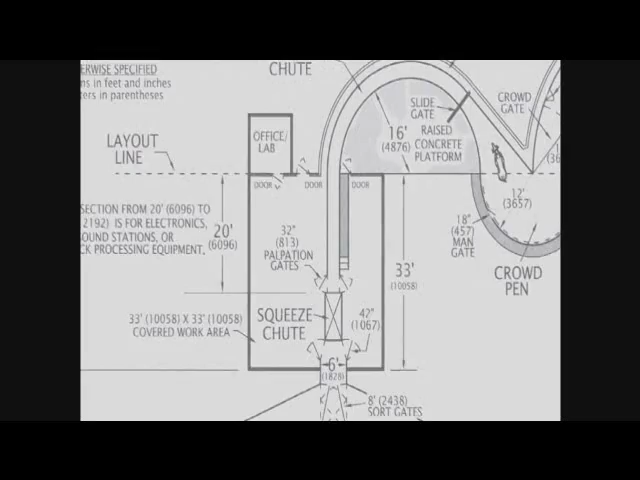 ERWISE SPECIFIED
ns in feet and inches
ters in parentheses
CHUTE
SLIDE
GATE
CROWD
GATE
OFFICE/
LAB
16'
(4876)
RAISED
CONCRETE
PLATFORM
LAYOUT
LINE
DOOR
DOOR
DOOR
12'
(3657)
SECTION FROM 20' (6096) TO
2192) IS FOR ELECTRONICS,
OUND STATIONS, OR
CK PROCESSING EQUIPMENT.
20'
(6096)
32"
(813)
PALPATION
GATES
18"
(457)
MAN
GATE
33'
(10058)
CROWD
PEN
33' (10058) X 33' (10058)
COVERED WORK AREA
SQUEEZE
CHUTE
42"
(1067)
6'
(1828)
8' (2438)
SORT GATES